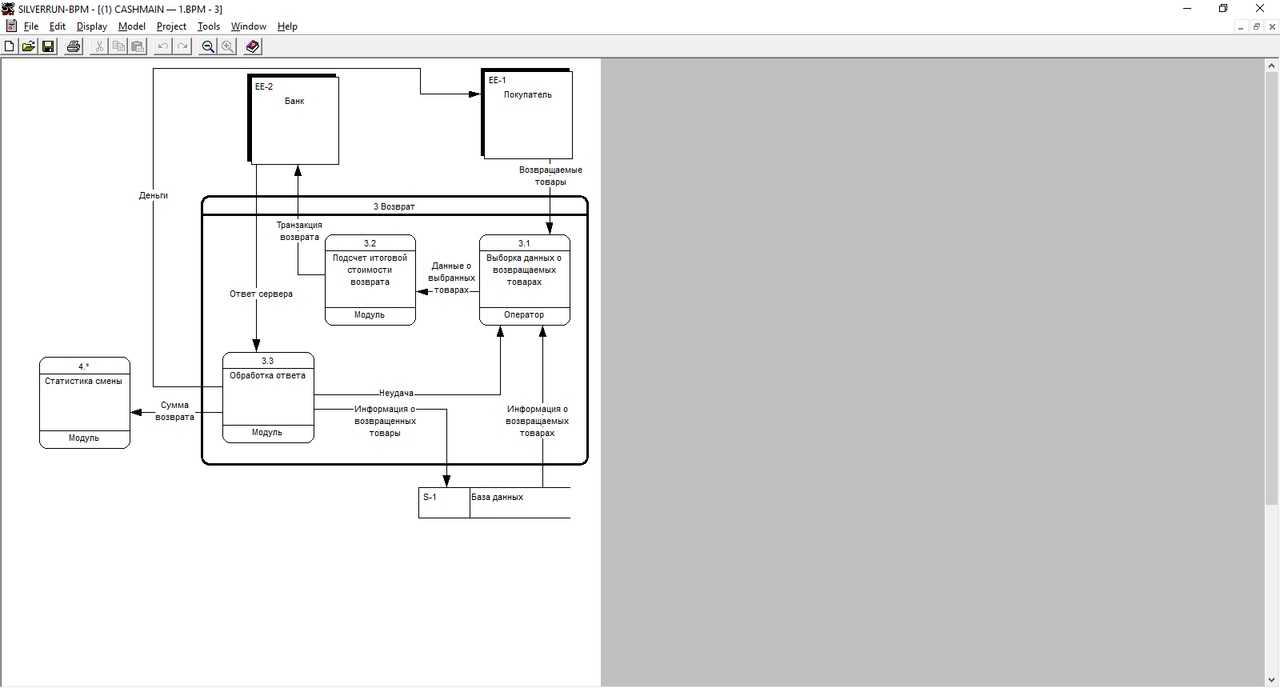 SILVERRUN-BPM - [(1) CASHMAIN — 1.BPM - 3]
File Edit Display Model Project Tools Window Help
EE-2
Банк
EE-1
Покупатель
Возвращаемые
товары
Деньги
3 Возврат
Транзакция
возврата
3.2
Подсчет итоговой
стоимости
возврата
Модуль
Данные о
выбранных
товарах
3.1
Выборка данных о
возвращаемых
товарах
Оператор
Ответ сервера
4.*
Статистика смены
Модуль
Сумма
возврата
3.3
Обработка ответа
Модуль
Неудача
Информация о
возвращенных
товары
Информация о
возвращаемых
товарах
S-1
База данных